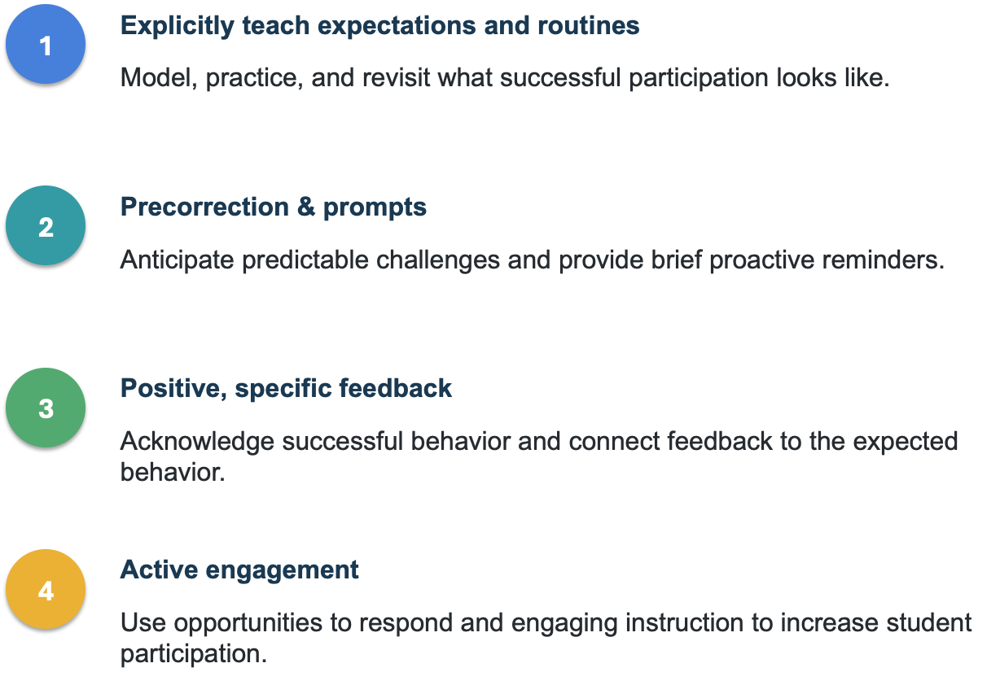 1
Explicitly teach expectations and routines
Model, practice, and revisit what successful participation looks like.
2
Precorrection & prompts
Anticipate predictable challenges and provide brief proactive reminders.
3
Positive, specific feedback
Acknowledge successful behavior and connect feedback to the expected
behavior.
4
Active engagement
Use opportunities to respond and engaging instruction to increase student
participation.